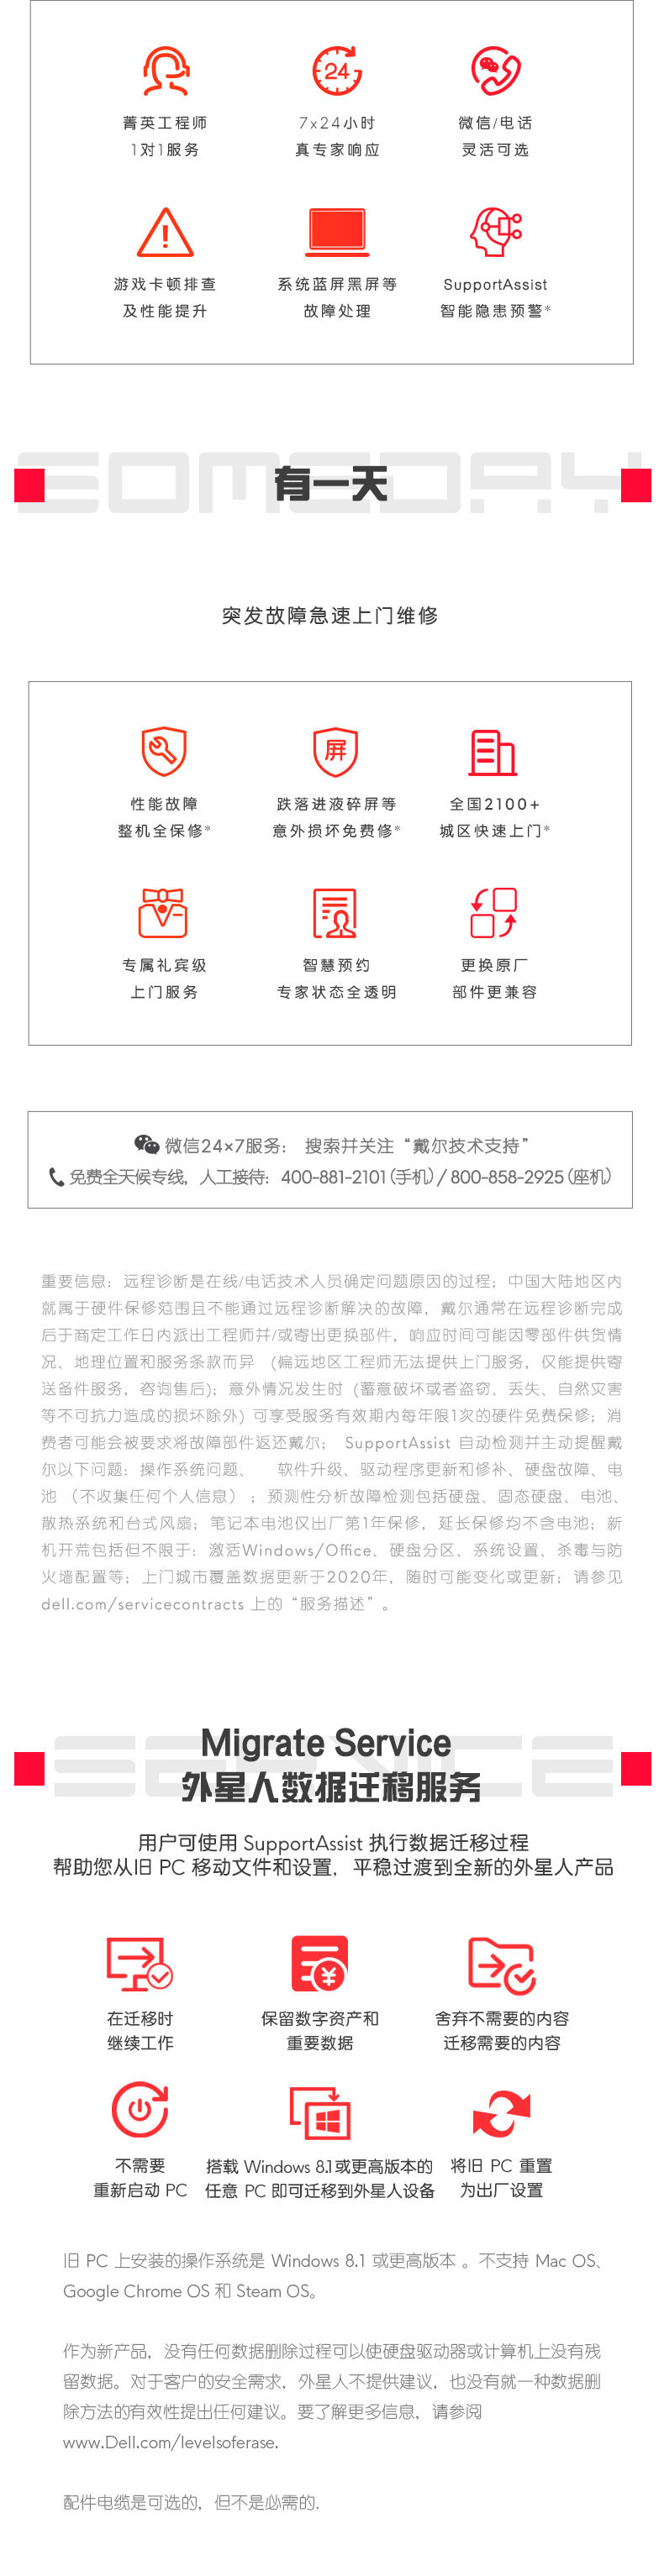 24
菁英工程师
1对1服务
7x24小时
真专家响应
微信/电话
灵活可选
游戏卡顿排查
及性能提升
系统蓝屏黑屏等
故障处理
SupportAssist
智能隐患预警*
SOMEDAY
有一天
突发故障急速上门维修
屏
性能故障
整机全保修*
跌落进液碎屏等
意外损坏免费修*
全国2100+
城区快速上门*
专属礼宾级
上门服务
智慧预约
专家状态全透明
更换原厂
部件更兼容
微信24×7服务： 搜索并关注“戴尔技术支持”
免费全天候专线，人工接待：400-881-2101(手机) / 800-858-2925 (座机)
重要信息：远程诊断是在线/电话技术人员确定问题原因的过程；中国大陆地区内
就属于硬件保修范围且不能通过远程诊断解决的故障，戴尔通常在远程诊断完成
后于商定工作日内派出工程师并/或寄出更换部件，响应时间可能因零部件供货情
况、地理位置和服务条款而异 (偏远地区工程师无法提供上门服务，仅能提供寄
送备件服务，咨询售后)；意外情况发生时 (蓄意破坏或者盗窃、丢失、自然灾害
等不可抗力造成的损坏除外) 可享受服务有效期内每年限1次的硬件免费保修；消
费者可能会被要求将故障部件返还戴尔； SupportAssist 自动检测并主动提醒戴
尔以下问题：操作系统问题、 软件升级、驱动程序更新和修补、硬盘故障、电
池 （不收集任何个人信息） ；预测性分析故障检测包括硬盘、固态硬盘、电池、
散热系统和台式风扇；笔记本电池仅出厂第1年保修，延长保修均不含电池；新
机开荒包括但不限于：激活Windows/Office、硬盘分区、系统设置、杀毒与防
火墙配置等；上门城市覆盖数据更新于2020年，随时可能变化或更新；请参见
dell.com/servicecontracts 上的“服务描述”。
SERVICE
Migrate Service
外星人数据迁移服务
用户可使用 SupportAssist 执行数据迁移过程
帮助您从旧 PC 移动文件和设置，平稳过渡到全新的外星人产品
¥
在迁移时
继续工作
保留数字资产和
重要数据
舍弃不需要的内容
迁移需要的内容
不需要
重新启动 PC
搭载 Windows 8.1或更高版本的
任意 PC 即可迁移到外星人设备
将旧 PC 重置
为出厂设置
旧 PC 上安装的操作系统是 Windows 8.1 或更高版本 。不支持 Mac OS、
Google Chrome OS 和 Steam OS。
作为新产品，没有任何数据删除过程可以使硬盘驱动器或计算机上没有残
留数据。对于客户的安全需求，外星人不提供建议，也没有就一种数据删
除方法的有效性提出任何建议。要了解更多信息，请参阅
www.Dell.com/levelsoferase.
配件电缆是可选的，但不是必需的.